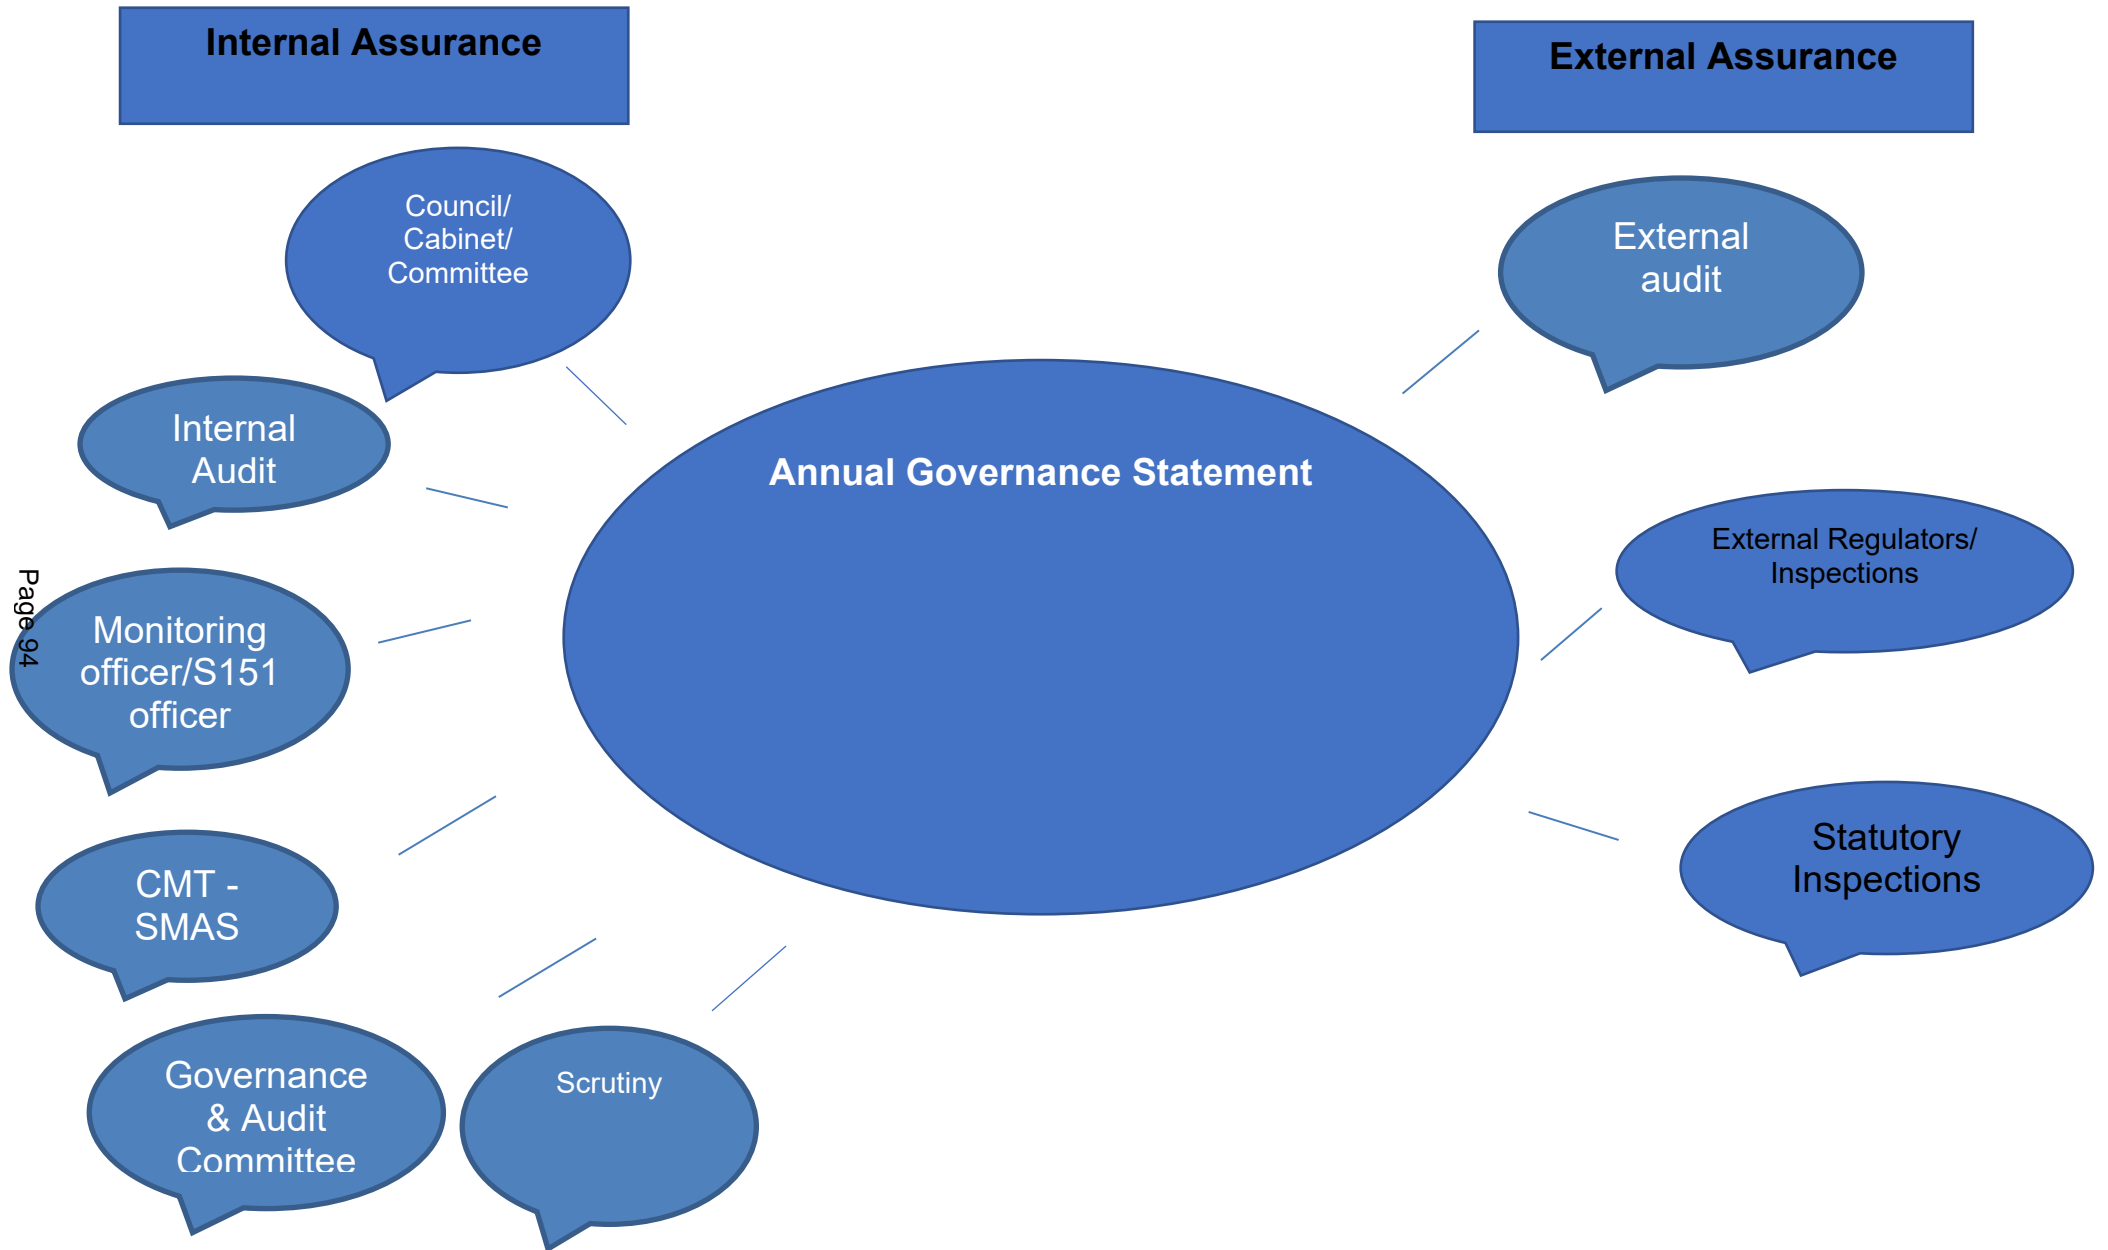 Internal Assurance
External Assurance
Council/
Cabinet/
Committee
External
audit
Internal
Audit
Annual Governance Statement
External Regulators/
Inspections
Page 94
Monitoring
officer/S151
officer
Statutory
Inspections
CMT -
SMAS
Governance
& Audit
Committee
Scrutiny